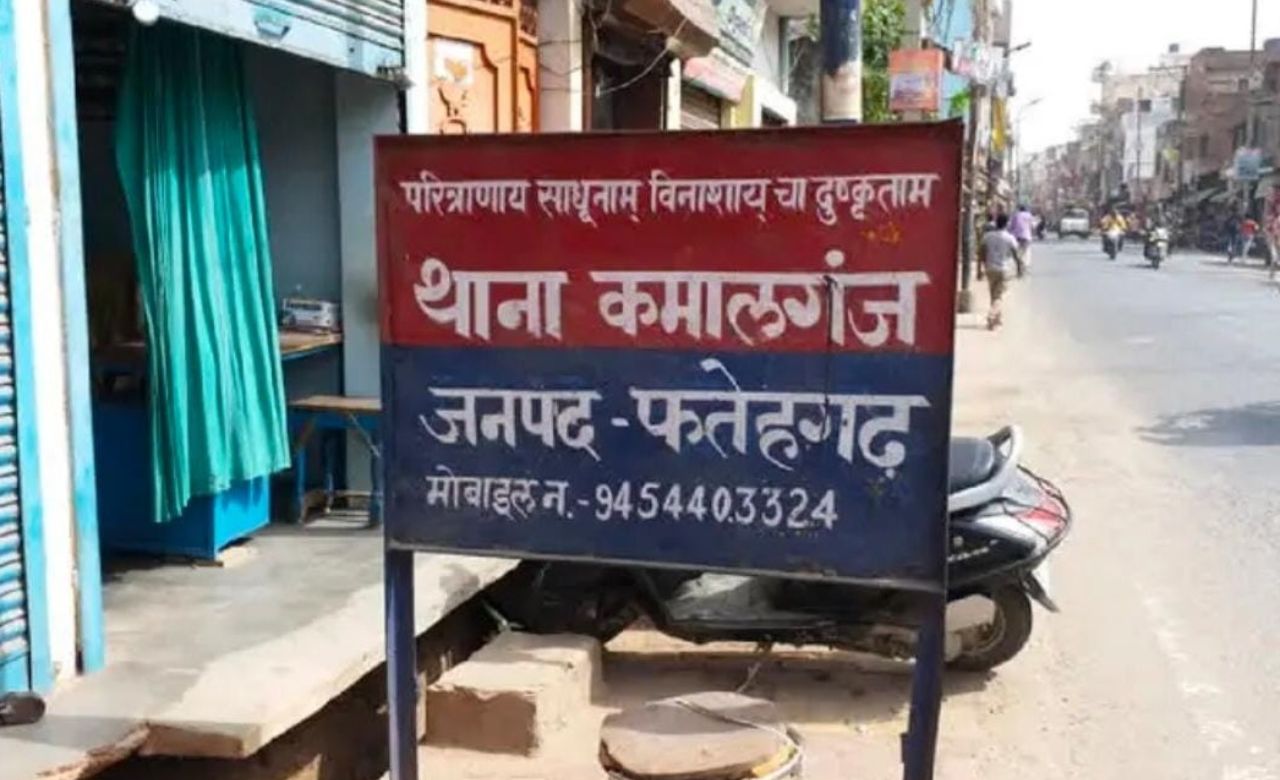 परित्राणाय साधूनाम् विनाशाय् चा दुष्कृताम
थाना कमालगंज
जनपद - फतेहगढ़
मोबाइल न.- 9454403324